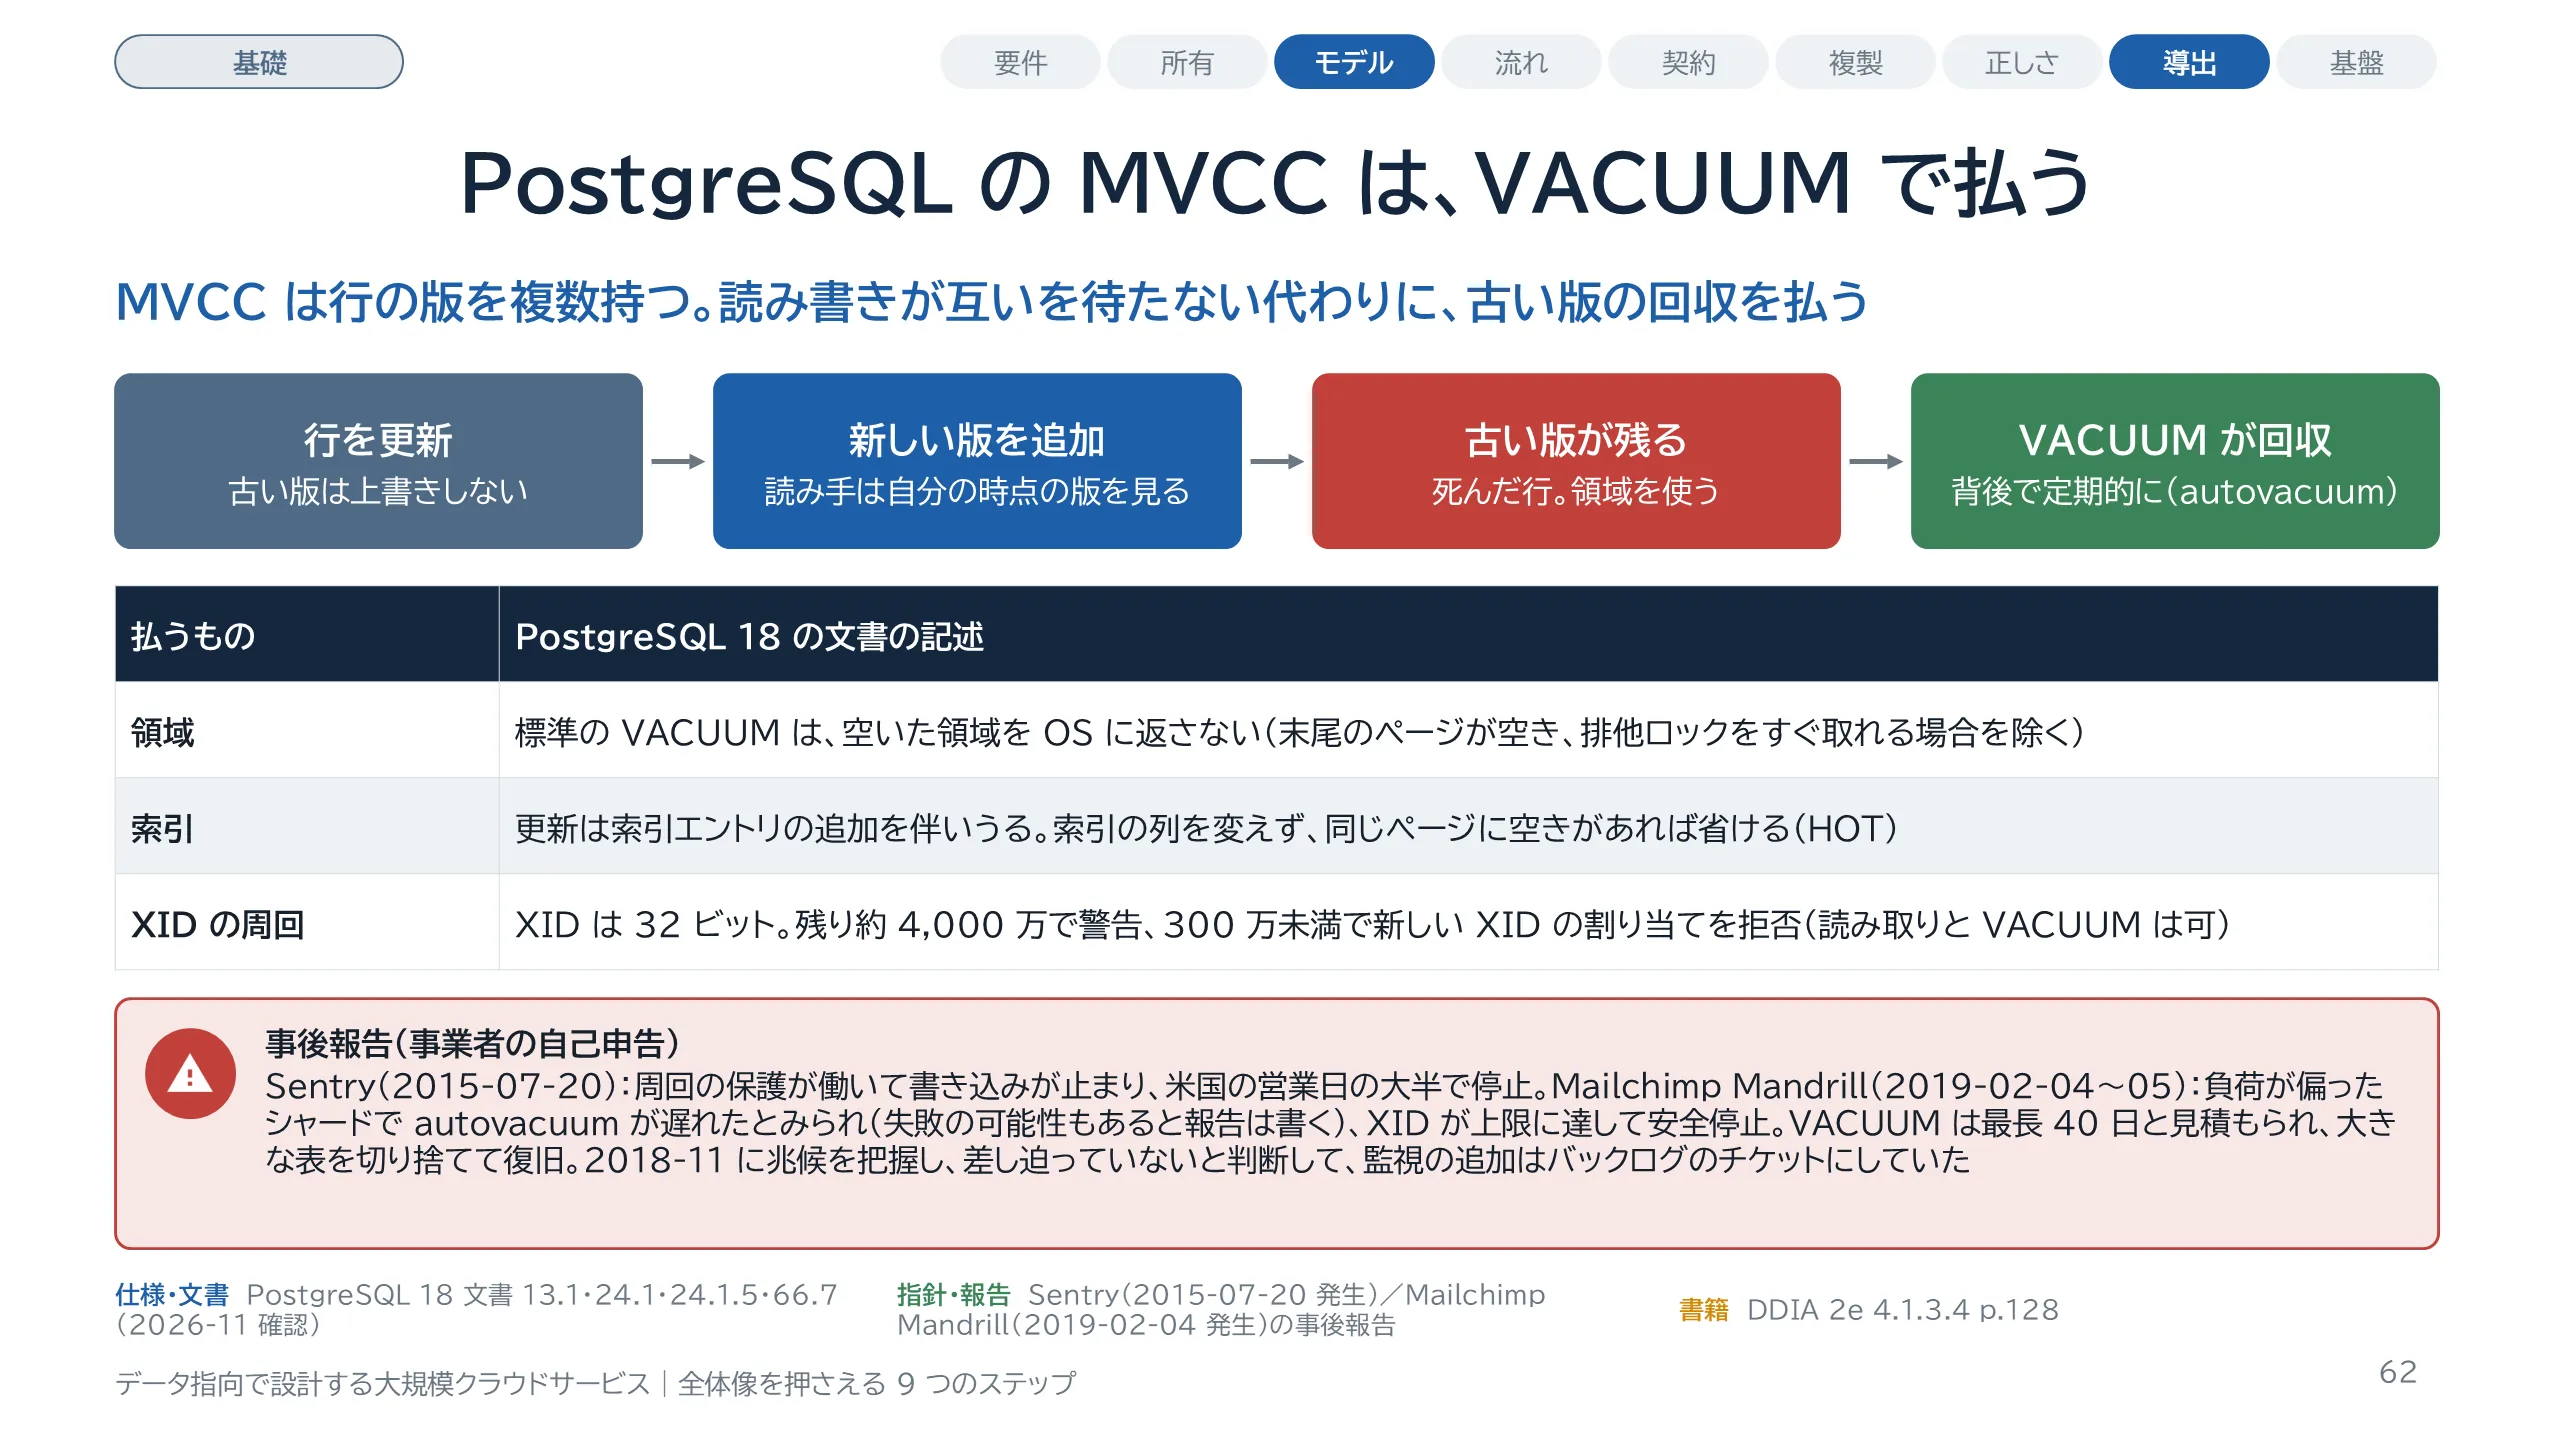 基礎
要件
所有
モデル
流れ
契約
複製
正しさ
導出
基盤
PostgreSQL の MVCC は、VACUUM で払う
MVCC は行の版を複数持つ。読み書きが互いを待たない代わりに、古い版の回収を払う
行を更新
古い版は上書きしない
新しい版を追加
読み手は自分の時点の版を見る
古い版が残る
死んだ行。領域を使う
VACUUM が回収
背後で定期的に（autovacuum）
払うもの
PostgreSQL 18 の文書の記述
領域
標準の VACUUM は、空いた領域を OS に返さない（末尾のページが空き、排他ロックをすぐ取れる場合を除く）
索引
更新は索引エントリの追加を伴いうる。索引の列を変えず、同じページに空きがあれば省ける（HOT）
XID の周回
XID は 32 ビット。残り約 4,000 万で警告、300 万未満で新しい XID の割り当てを拒否（読み取りと VACUUM は可）
事後報告（事業者の自己申告）
Sentry（2015-07-20）：周回の保護が働いて書き込みが止まり、米国の営業日の大半で停止。Mailchimp Mandrill（2019-02-04〜05）：負荷が偏った
シャードで autovacuum が遅れたとみられ（失敗の可能性もあると報告は書く）、XID が上限に達して安全停止。VACUUM は最長 40 日と見積もられ、大き
な表を切り捨てて復旧。2018-11 に兆候を把握し、差し迫っていないと判断して、監視の追加はバックログのチケットにしていた
仕様・文書 PostgreSQL 18 文書 13.1・24.1・24.1.5・66.7
（2026-11 確認）
指針・報告 Sentry（2015-07-20 発生）／Mailchimp
Mandrill（2019-02-04 発生）の事後報告
書籍 DDIA 2e 4.1.3.4 p.128
データ指向で設計する大規模クラウドサービス｜全体像を押さえる 9 つのステップ
62